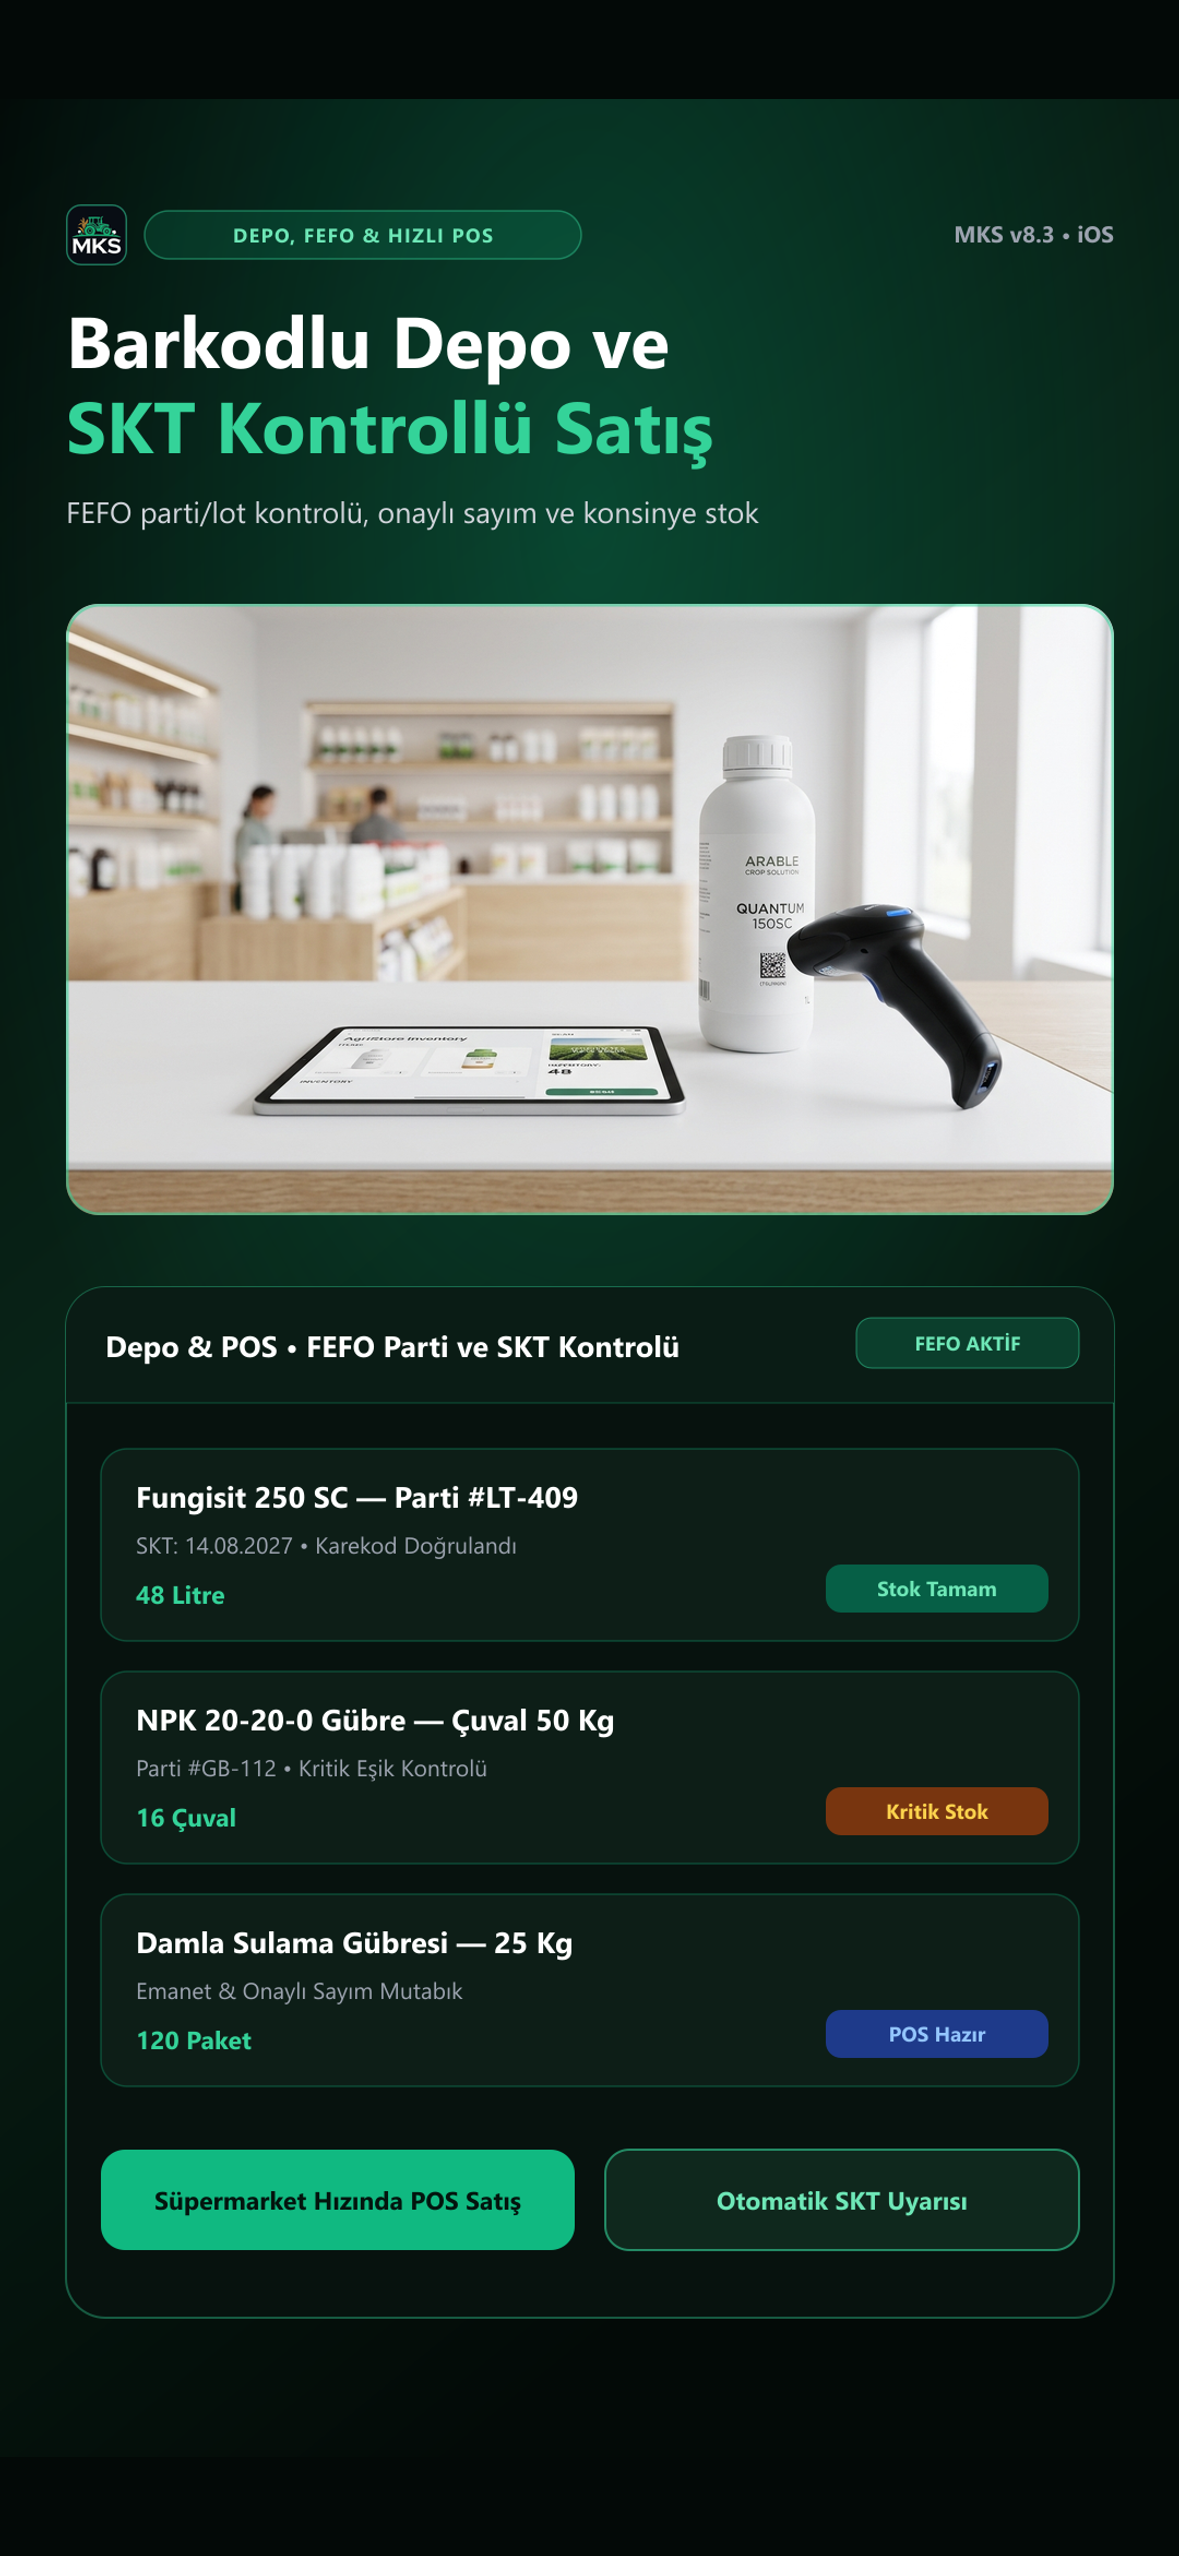 MKS
DEPO, FEFO & HIZLI POS
MKS v8.3 • iOS
Barkodlu Depo ve
SKT Kontrollü Satış
FEFO parti/lot kontrolü, onaylı sayım ve konsinye stok
ARABLE
CROP SOLUTION
QUANTUM
150SC
AgriStore Inventory
INVENTORY
48
Depo & POS • FEFO Parti ve SKT Kontrolü
FEFO AKTİF
Fungisit 250 SC — Parti #LT-409
SKT: 14.08.2027 • Karekod Doğrulandı
48 Litre
Stok Tamam
NPK 20-20-0 Gübre — Çuval 50 Kg
Parti #GB-112 • Kritik Eşik Kontrolü
16 Çuval
Kritik Stok
Damla Sulama Gübresi — 25 Kg
Emanet & Onaylı Sayım Mutabık
120 Paket
POS Hazır
Süpermarket Hızında POS Satış
Otomatik SKT Uyarısı